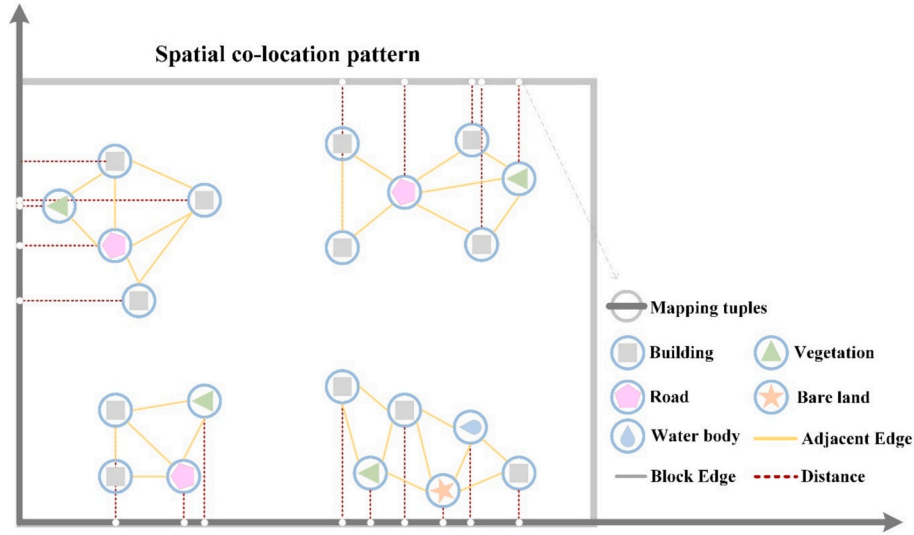 Spatial co-location pattern
Mapping tuples
Building
Vegetation
Road
Bare land
Water body
Adjacent Edge
Block Edge
Distance